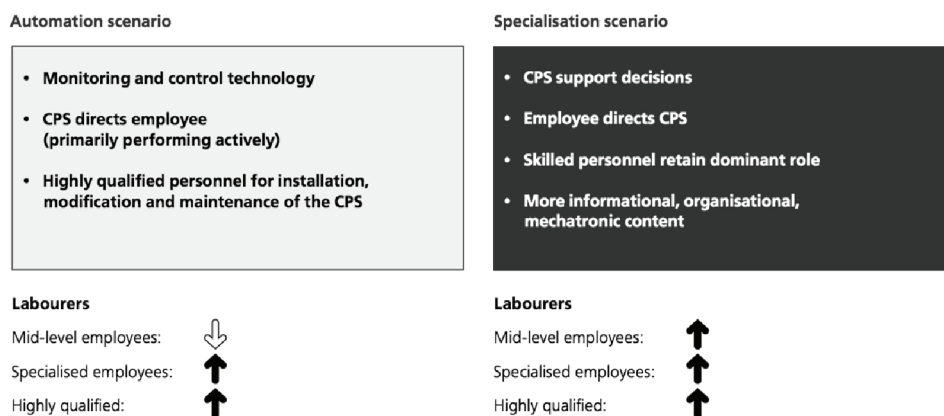 Automation scenario
• Monitoring and control technology
• CPS directs employee
(primarily performing actively)
• Highly qualified personnel for installation,
modification and maintenance of the CPS
Labourers
Mid-level employees:
Specialised employees:
Highly qualified:
Specialisation scenario
• CPS support decisions
• Employee directs CPS
• Skilled personnel retain dominant role
• More informational, organisational,
mechatronic content
Labourers
Mid-level employees:
Specialised employees:
Highly qualified: